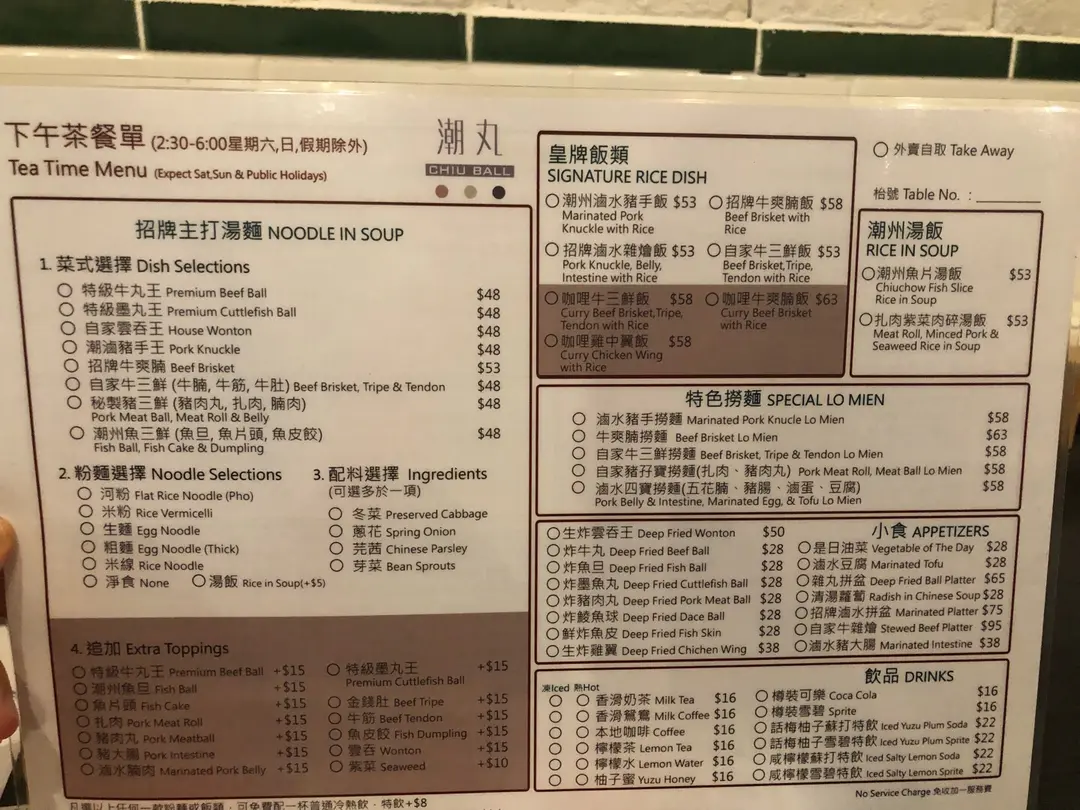 下午茶餐單 (2:30-6:00星期六,日,假期除外)
Tea Time Menu (Expect Sat,Sun & Public Holidays)
潮丸
CHIU BALL
招牌主打湯麵 NOODLE IN SOUP
1. 菜式選擇 Dish Selections
特級牛丸王 Premium Beef Ball $48
特級墨丸王 Premium Cuttlefish Ball $48
自家雲吞王 House Wonton $48
潮滷豬手王 Pork Knuckle $48
招牌牛爽腩 Beef Brisket $53
自家牛三鮮 (牛腩, 牛筋, 牛肚) Beef Brisket, Tripe & Tendon $48
秘製豬三鮮 (豬肉丸, 扎肉, 腩肉) $48
Pork Meat Ball, Meat Roll & Belly
潮州魚三鮮 (魚旦, 魚片頭, 魚皮餃) $48
Fish Ball, Fish Cake & Dumpling
2. 粉麵選擇 Noodle Selections
河粉 Flat Rice Noodle (Pho)
米粉 Rice Vermicelli
生麵 Egg Noodle
粗麵 Egg Noodle (Thick)
米線 Rice Noodle
淨食 None 湯飯 Rice in Soup(+$5)
3. 配料選擇 Ingredients
(可選多於一項)
冬菜 Preserved Cabbage
蔥花 Spring Onion
芫茜 Chinese Parsley
芽菜 Bean Sprouts
4. 追加 Extra Toppings
特級牛丸王 Premium Beef Ball +$15
潮州魚旦 Fish Ball +$15
魚片頭 Fish Cake +$15
扎肉 Pork Meat Roll +$15
豬肉丸 Pork Meatball +$15
豬大腸 Pork Intestine +$15
滷水腩肉 Marinated Pork Belly +$15
特級墨丸王 +$15
Premium Cuttlefish Ball
金錢肚 Beef Tripe +$15
牛筋 Beef Tendon +$15
魚皮餃 Fish Dumpling +$15
雲吞 Wonton +$15
紫菜 Seaweed +$10
凡惠以上任何一款粉麵或飯類，可免費配一杯普通冷熱飲，特飲+$8
皇牌飯類
SIGNATURE RICE DISH
潮州滷水豬手飯 $53
Marinated Pork
Knuckle with Rice
招牌牛爽腩飯 $58
Beef Brisket with
Rice
招牌滷水雜燴飯 $53
Pork Knuckle, Belly,
Intestine with Rice
自家牛三鮮飯 $53
Beef Brisket,Tripe,
Tendon with Rice
咖哩牛三鮮飯 $58
Curry Beef Brisket,Tripe,
Tendon with Rice
咖哩牛爽腩飯 $63
Curry Beef Brisket
with Rice
咖哩雞中翼飯 $58
Curry Chicken Wing
with Rice
外賣自取 Take Away
枱號 Table No. : ________
潮州湯飯
RICE IN SOUP
潮州魚片湯飯 $53
Chiuchow Fish Slice
Rice in Soup
扎肉紫菜肉碎湯飯 $53
Meat Roll, Minced Pork &
Seaweed Rice in Soup
特色撈麵 SPECIAL LO MIEN
滷水豬手撈麵 Marinated Pork Knucle Lo Mien $58
牛爽腩撈麵 Beef Brisket Lo Mien $63
自家牛三鮮撈麵 Beef Brisket, Tripe & Tendon Lo Mien $58
自家豬孖寶撈麵(扎肉、豬肉丸) Pork Meat Roll, Meat Ball Lo Mien $58
滷水四寶撈麵(五花腩、豬腸、滷蛋、豆腐) $58
Pork Belly & Intestine, Marinated Egg, & Tofu Lo Mien
小食 APPETIZERS
生炸雲吞王 Deep Fried Wonton $50
炸牛丸 Deep Fried Beef Ball $28
炸魚旦 Deep Fried Fish Ball $28
炸墨魚丸 Deep Fried Cuttlefish Ball $28
炸豬肉丸 Deep Fried Pork Meat Ball $28
炸鯪魚球 Deep Fried Dace Ball $28
鮮炸魚皮 Deep Fried Fish Skin $28
生炸雞翼 Deep Fried Chichen Wing $38
是日油菜 Vegetable of The Day $28
滷水豆腐 Marinated Tofu $28
雜丸拼盆 Deep Fried Ball Platter $65
清湯蘿蔔 Radish in Chinese Soup $28
招牌滷水拼盆 Marinated Platter $75
自家牛雜燴 Stewed Beef Platter $95
滷水豬大腸 Marinated Intestine $38
飲品 DRINKS
凍Iced 熱Hot
香滑奶茶 Milk Tea $16
香滑鴛鴦 Milk Coffee $16
本地咖啡 Coffee $16
檸檬茶 Lemon Tea $16
檸檬水 Lemon Water $16
柚子蜜 Yuzu Honey $16
樽裝可樂 Coca Cola $16
樽裝雪碧 Sprite $16
話梅柚子蘇打特飲 Iced Yuzu Plum Soda $22
話梅柚子雪碧特飲 Iced Yuzu Plum Sprite $22
咸檸檬蘇打特飲 Iced Salty Lemon Soda $22
咸檸檬雪碧特飲 Iced Salty Lemon Sprite $22
No Service Charge 免收加一服務費